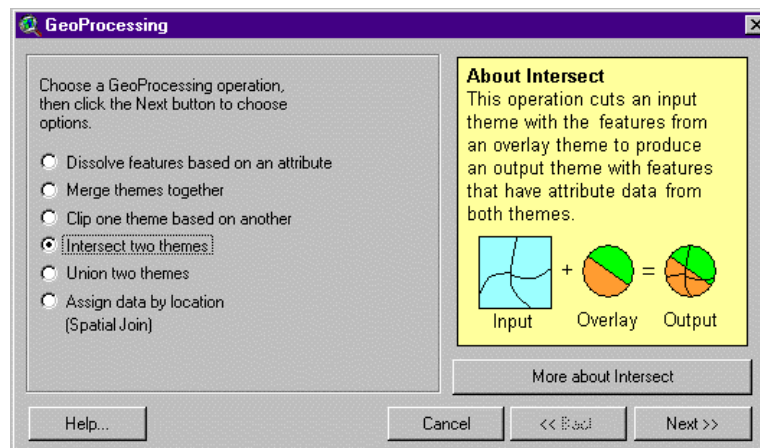 GeoProcessing
Choose a GeoProcessing operation,
then click the Next button to choose
options.
Dissolve features based on an attribute
Merge themes together
Clip one theme based on another
Intersect two themes
Union two themes
Assign data by location
(Spatial Join)
About Intersect
This operation cuts an input
theme with the features from
an overlay theme to produce
an output theme with features
that have attribute data from
both themes.
+ =
Input Overlay Output
More about Intersect
Help... Cancel << Back Next >>